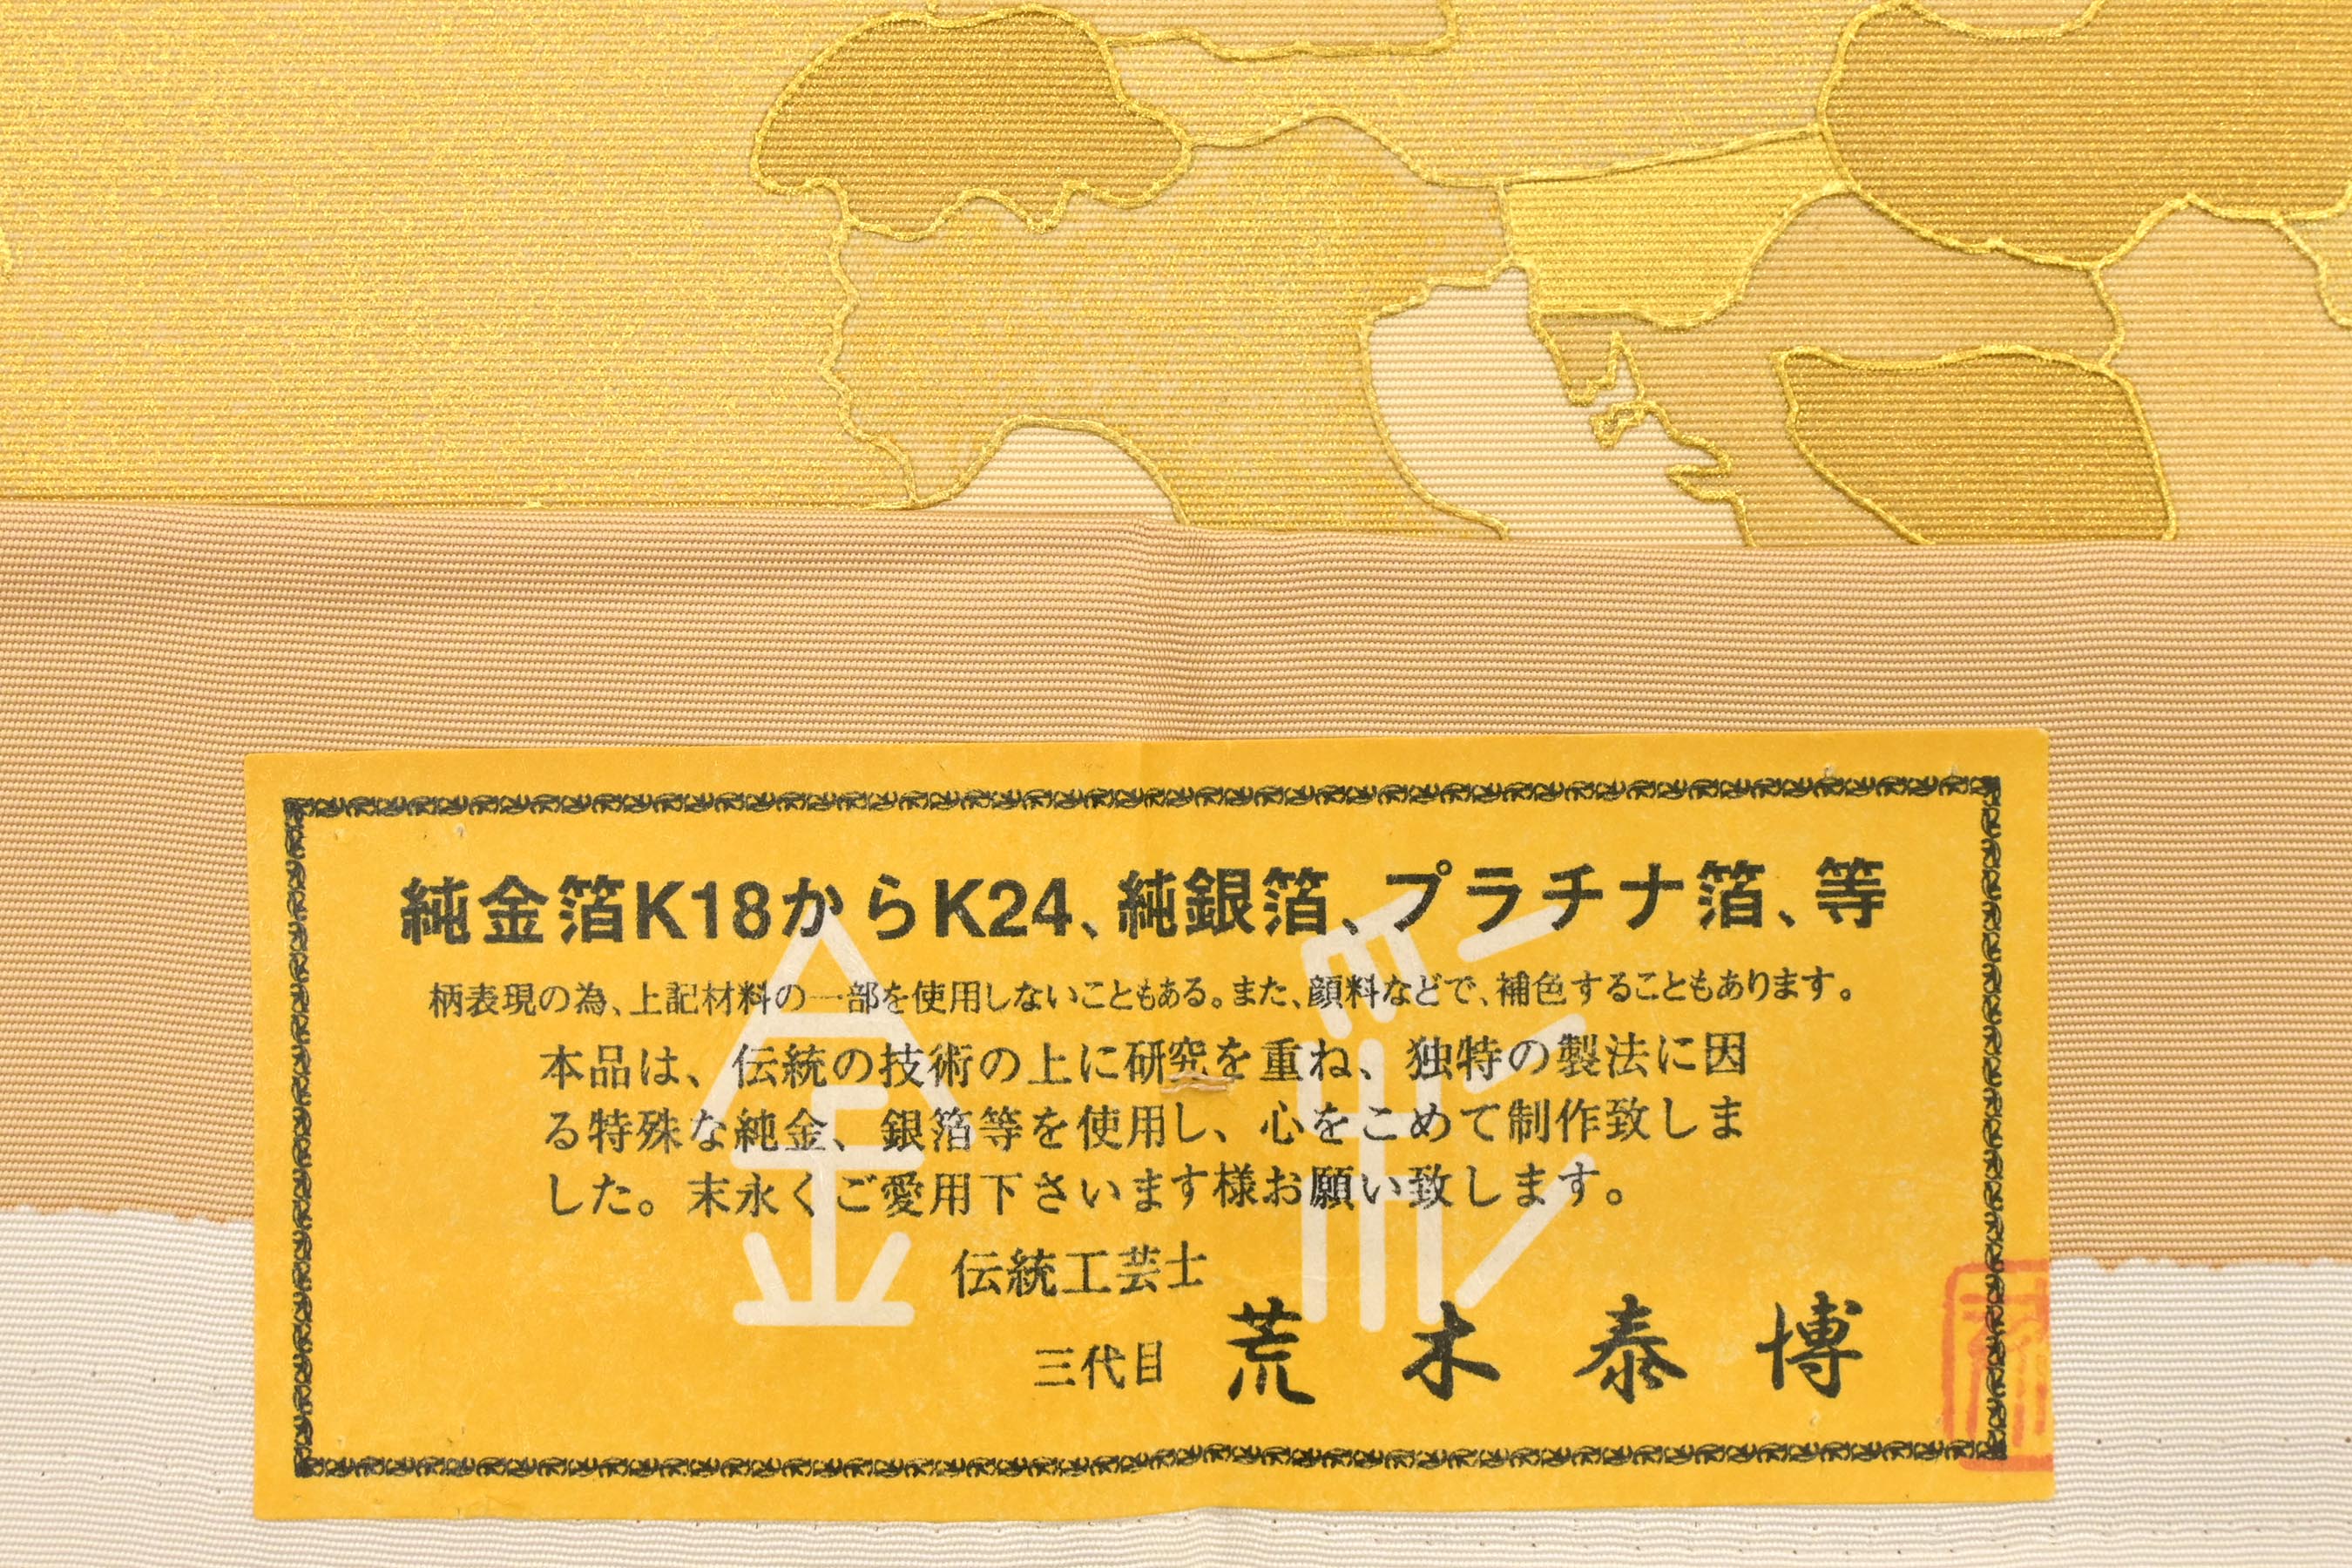 純金箔K18からK24、純銀箔、プラチナ箔、等
柄表現の為、上記材料の一部を使用しないこともある。また、顔料などで、補色することもあります。
本品は、伝統の技術の上に研究を重ね、独特の製法に因
る特殊な純金、銀箔等を使用し、心をこめて制作致しま
した。末永くご愛用下さいます様お願い致します。
伝統工芸士
三代目 荒木泰博
金彩